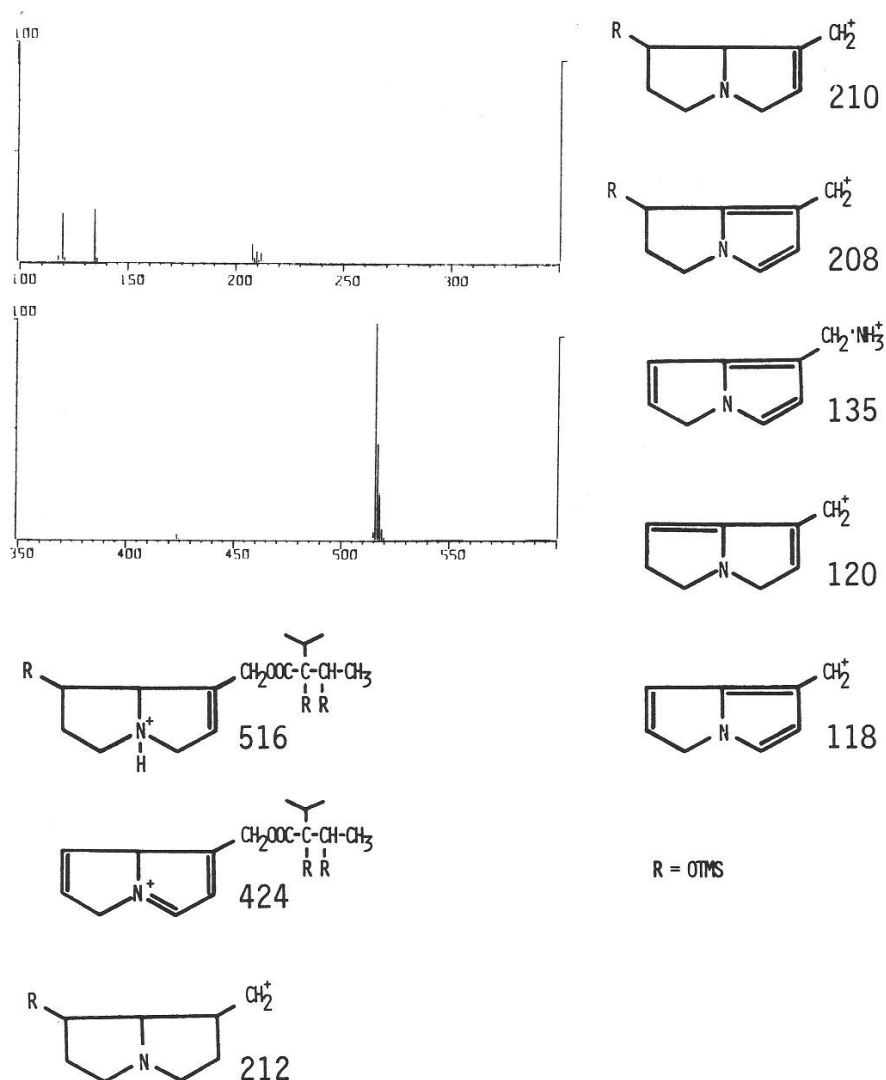 100
100 150 200 250 300
100
350 400 450 500 550
R CH2+
N 210
R CH2+
N 208
CH2·NH3+
N 135
CH2+
N 120
CH2+
N 118
R CH2OOC-C-CH-CH3
R R
N+ 516
H
CH2OOC-C-CH-CH3
R R
N+ 424
R CH2+
N 212
R = OTMS